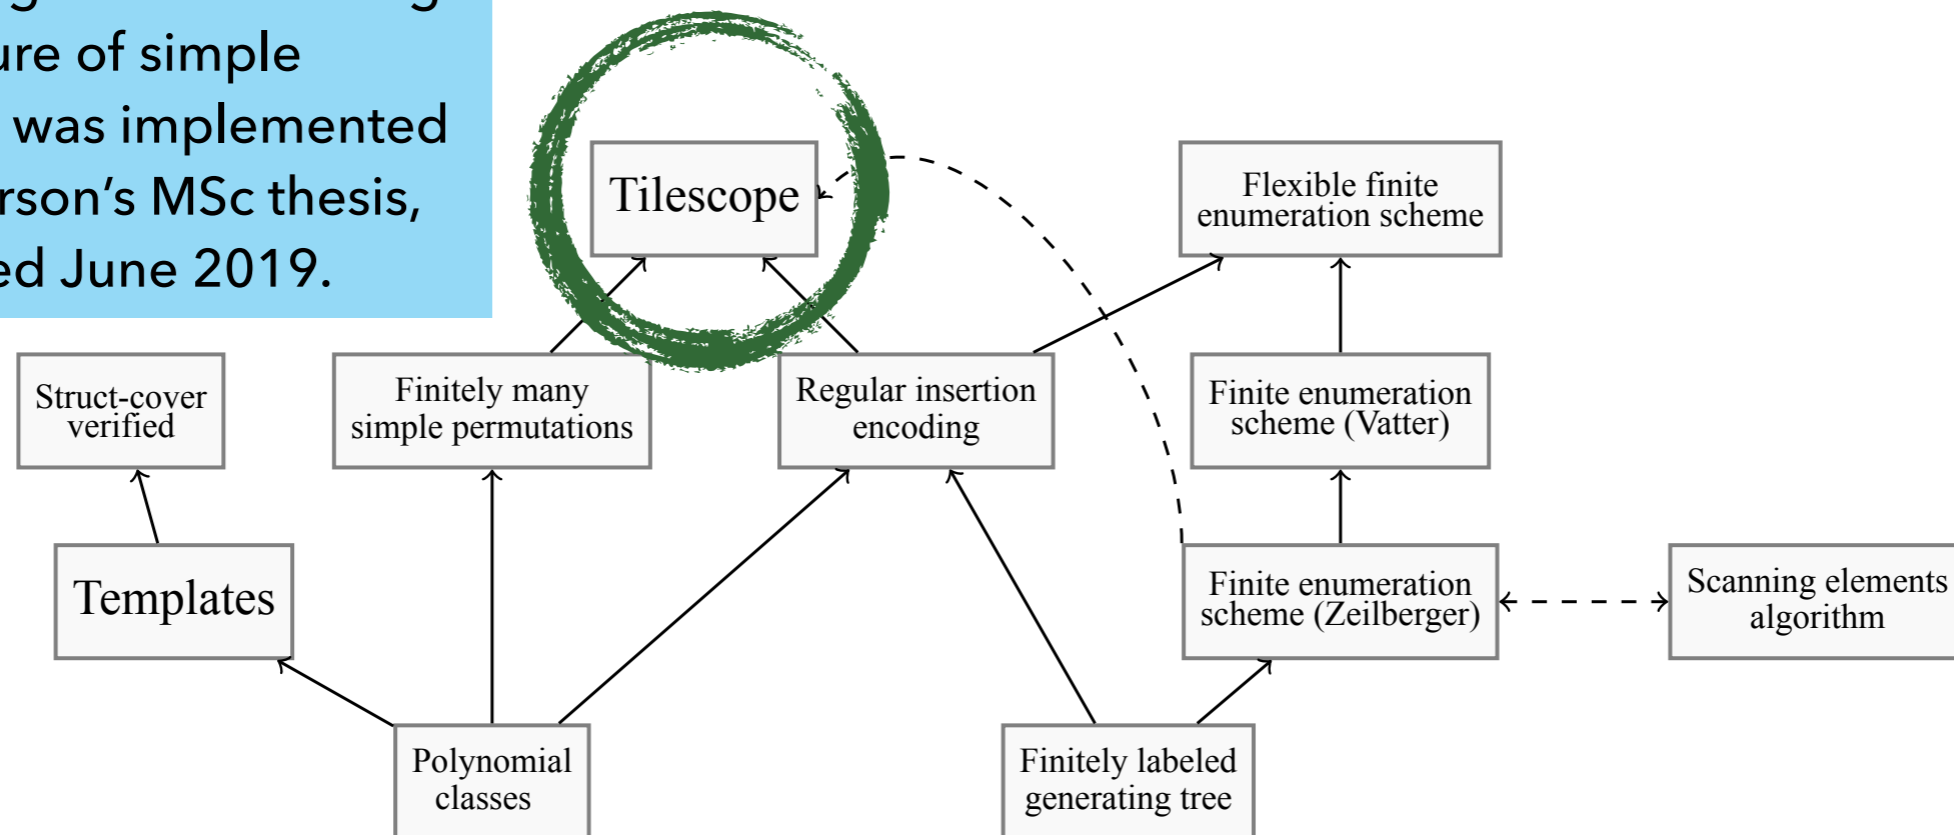 ure of simple
was implemented
rson's MSc thesis,
ed June 2019.
Tilescope
Flexible finite
enumeration scheme
Struct-cover
verified
Finitely many
simple permutations
Regular insertion
encoding
Finite enumeration
scheme (Vatter)
Templates
Finite enumeration
scheme (Zeilberger)
Scanning elements
algorithm
Polynomial
classes
Finitely labeled
generating tree